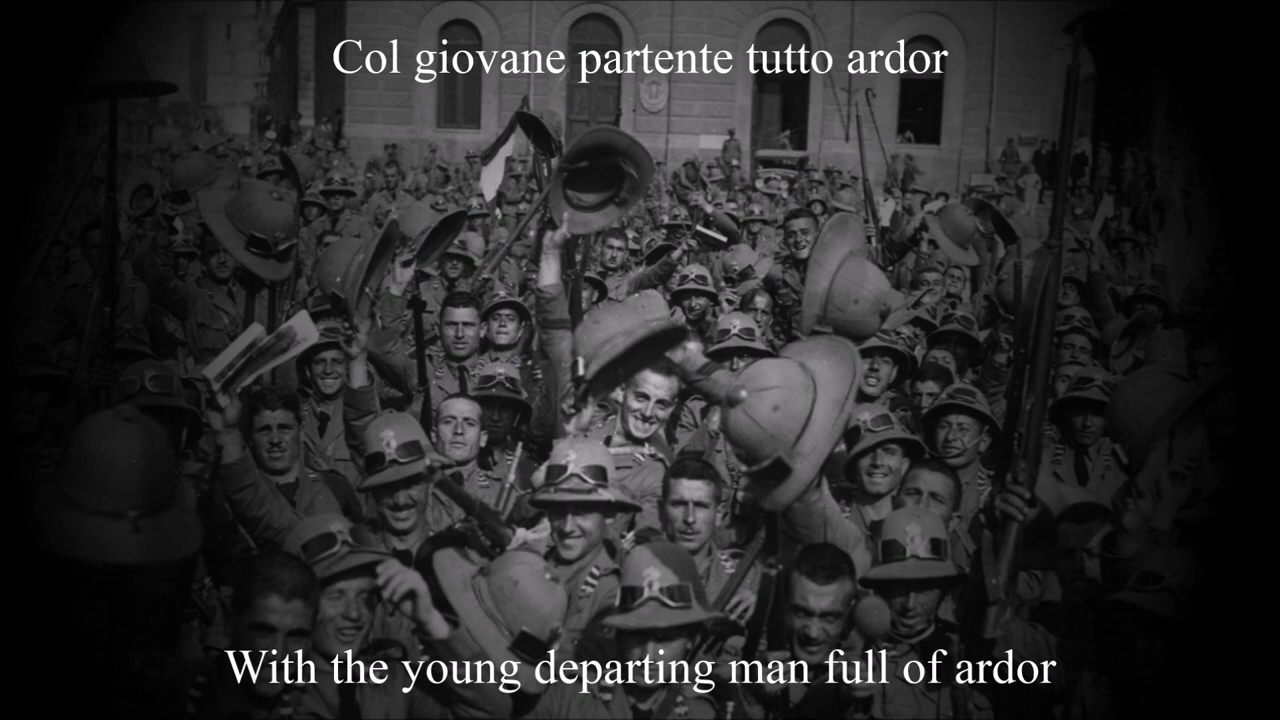 Col giovane partente tutto ardor
With the young departing man full of ardor